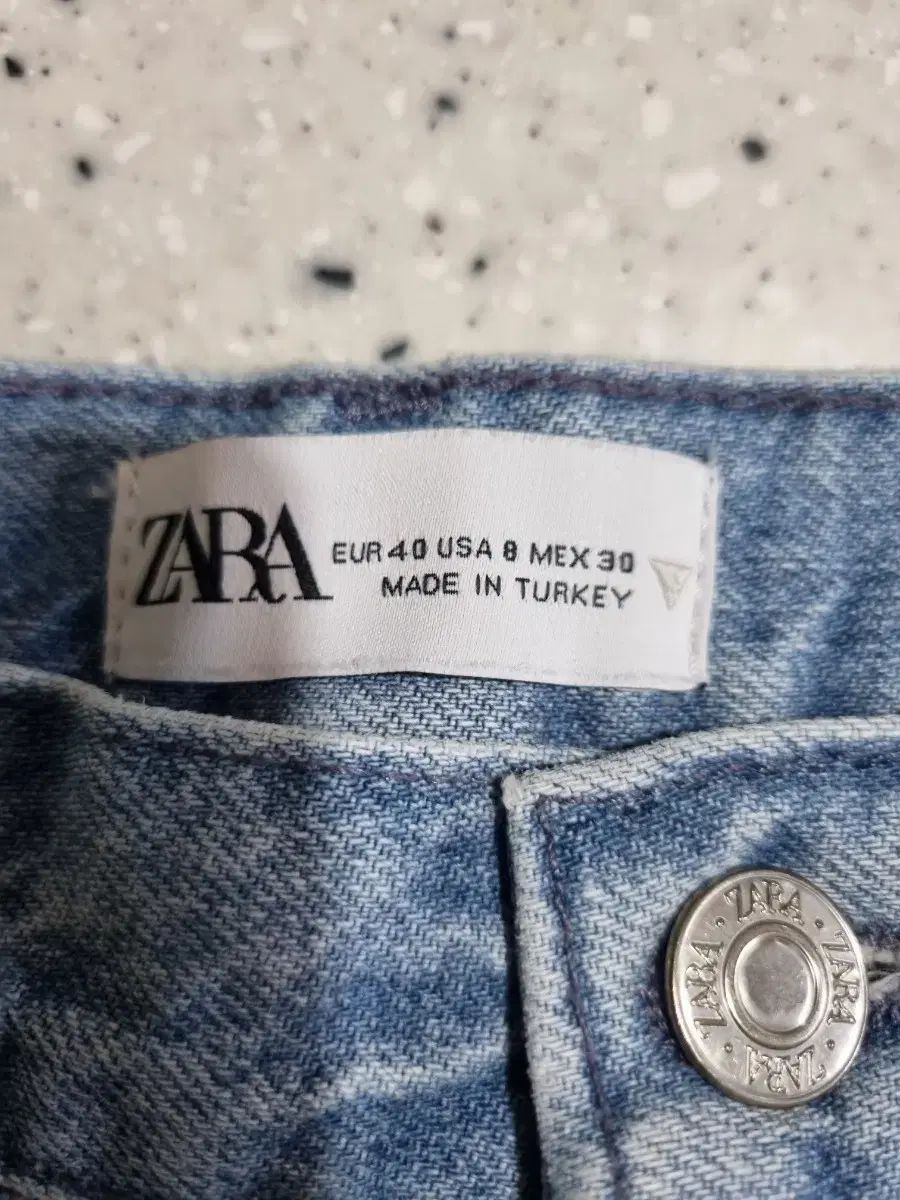 ZARA
EUR 40 USA 8 MEX 30
MADE IN TURKEY
ZARA · ZARA · ZARA · ZARA ·